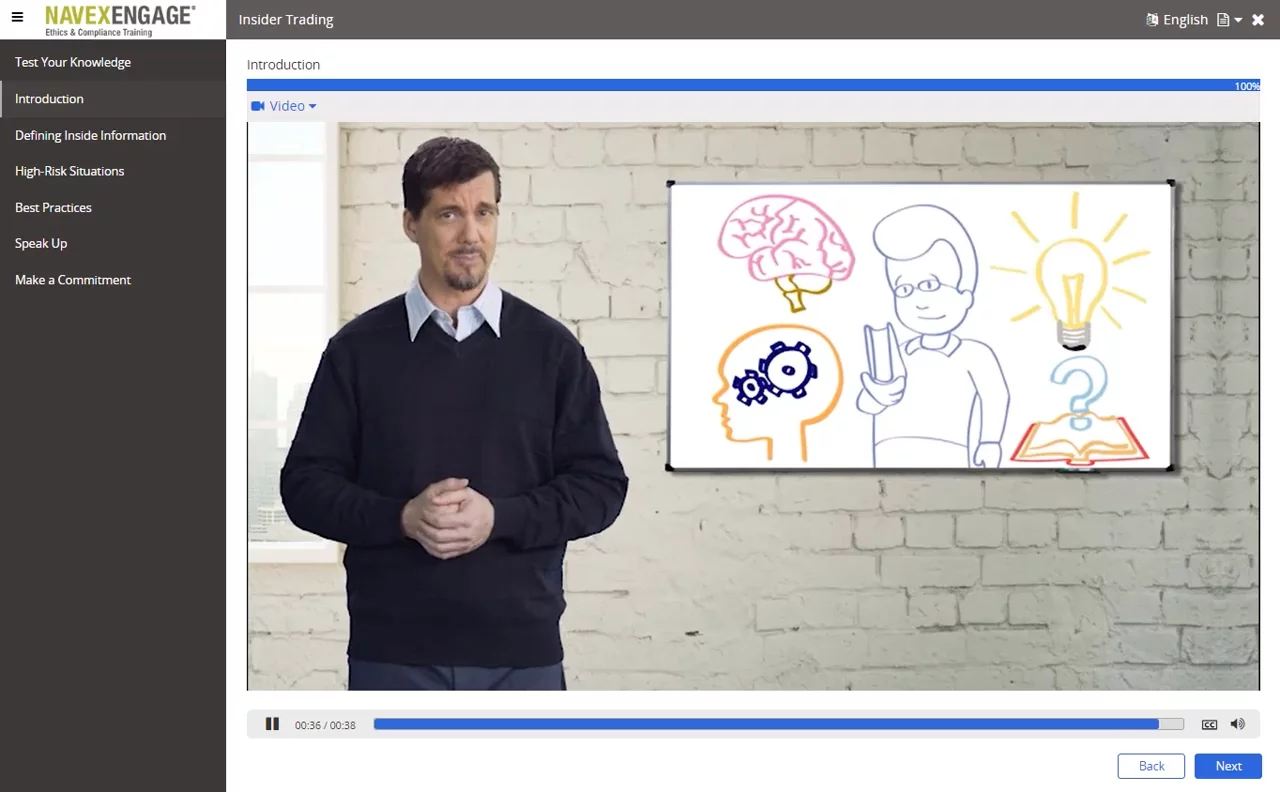 NAVEXENGAGE®
Ethics & Compliance Training
Insider Trading
English
Test Your Knowledge
Introduction
Defining Inside Information
High-Risk Situations
Best Practices
Speak Up
Make a Commitment
Introduction
100%
Video
?
00:36 / 00:38
CC
Back
Next